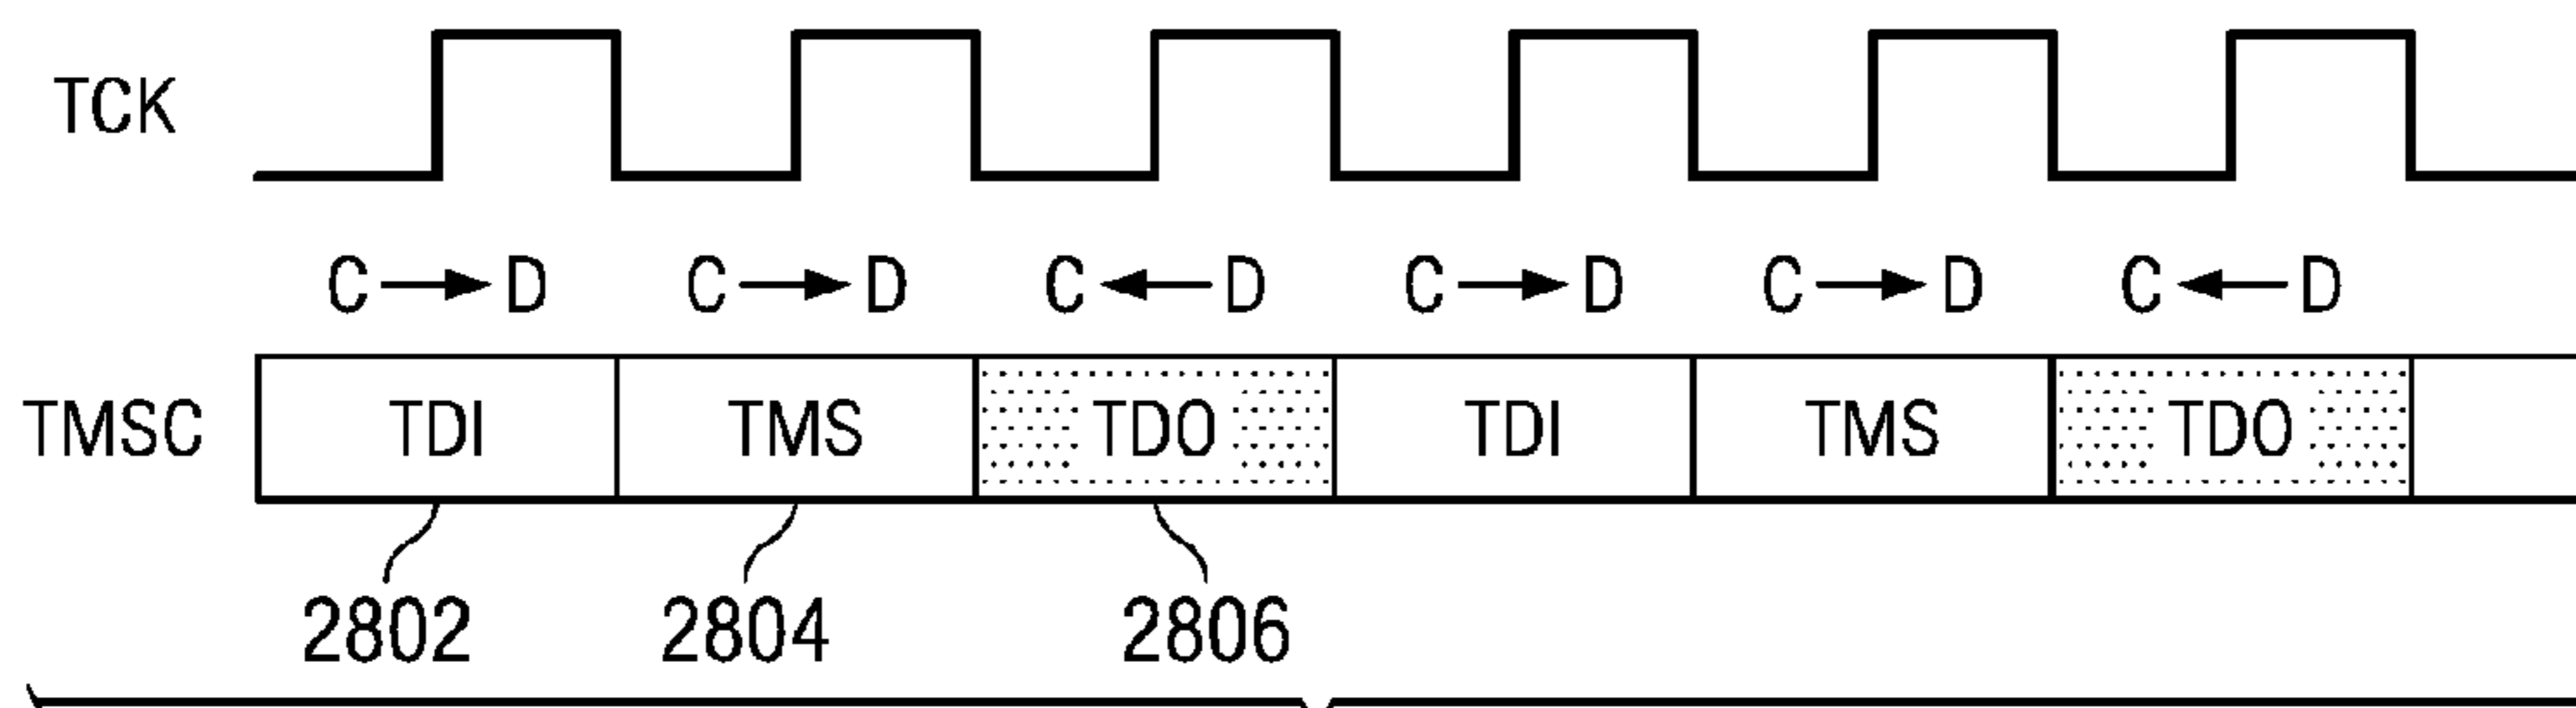 TCK
C → D C → D C ← D C → D C → D C ← D
TMSC TDI TMS TDO TDI TMS TDO
2802 2804 2806